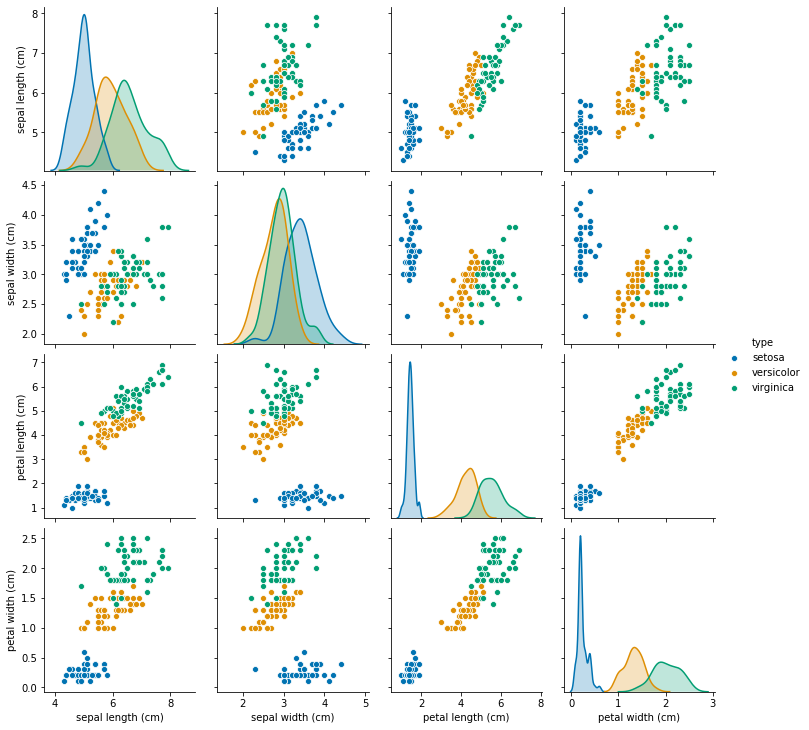 8
7
6
5
sepal length (cm)
4.5
4.0
3.5
3.0
2.5
2.0
sepal width (cm)
type
setosa
versicolor
virginica
7
6
5
4
3
2
1
petal length (cm)
2.5
2.0
1.5
1.0
0.5
0.0
petal width (cm)
4 6 8
2 3 4 5
2 4 6 8
0 1 2 3
sepal length (cm)
sepal width (cm)
petal length (cm)
petal width (cm)